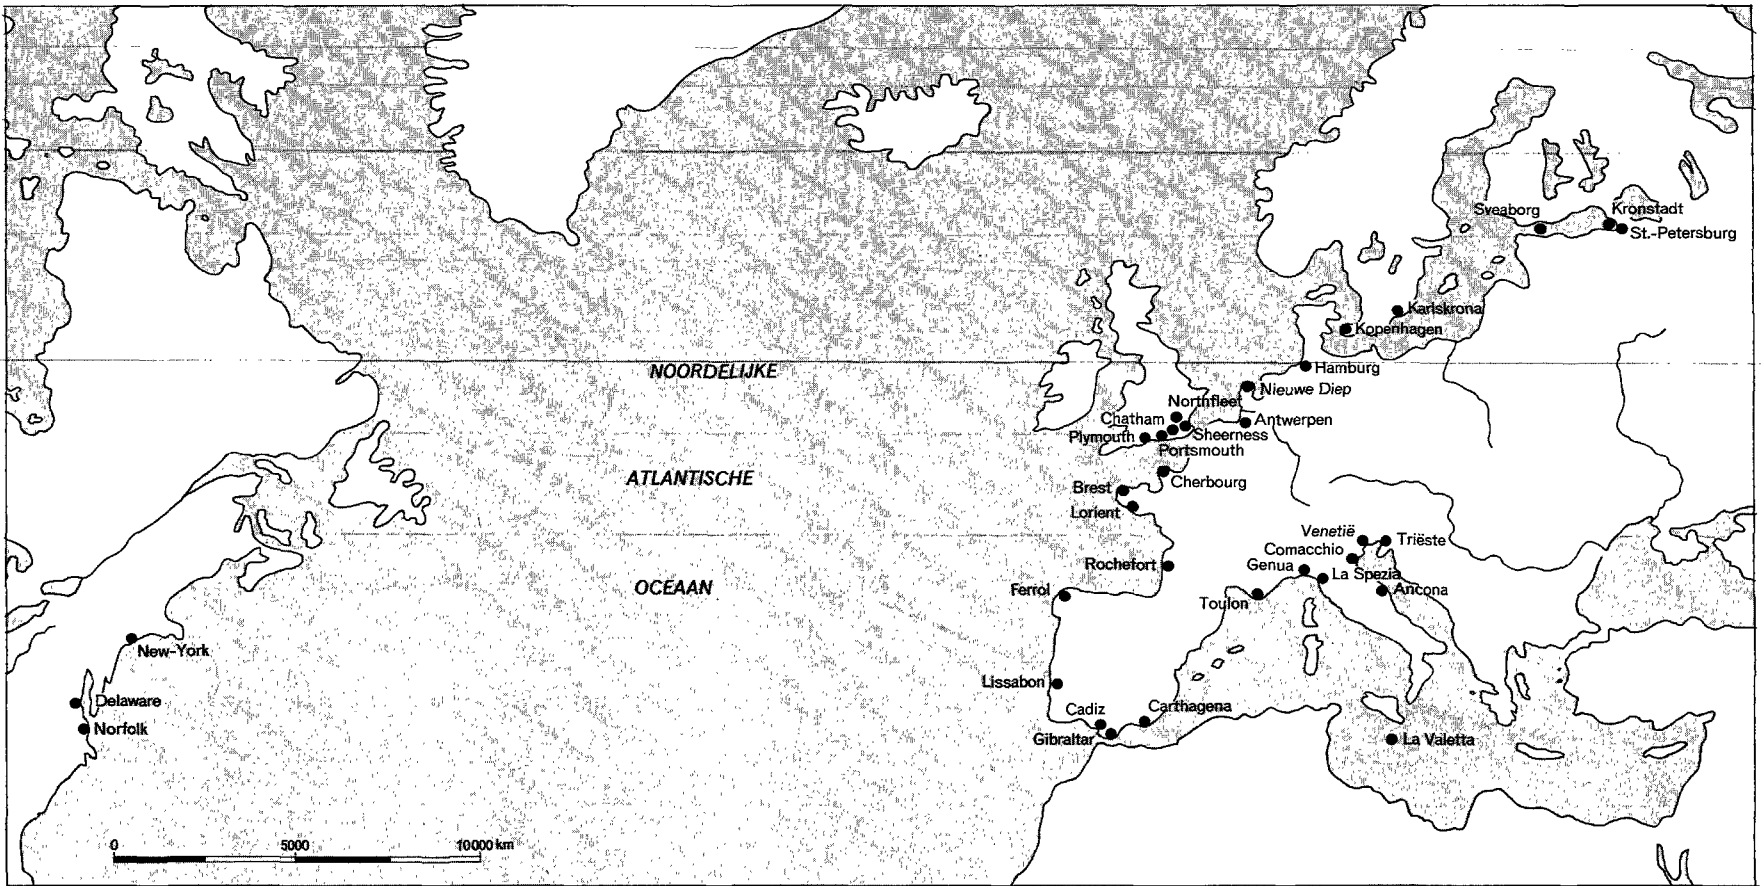 Sveaborg
Kronstadt
St.-Petersburg
Karlskrona
Kopenhagen
NOORDELIJKE
Hamburg
Nieuwe Diep
Northfleet
Chatham
Antwerpen
Plymouth
Sheerness
Portsmouth
ATLANTISCHE
Cherbourg
Brest
Lorient
Venetië
Triëste
Comacchio
Rochefort
Genua
La Spezia
OCEAAN
Ferrol
Ancona
Toulon
New-York
Lissabon
Delaware
Carthagena
Cadiz
Norfolk
Gibraltar
La Valetta
0 5000 10000 km